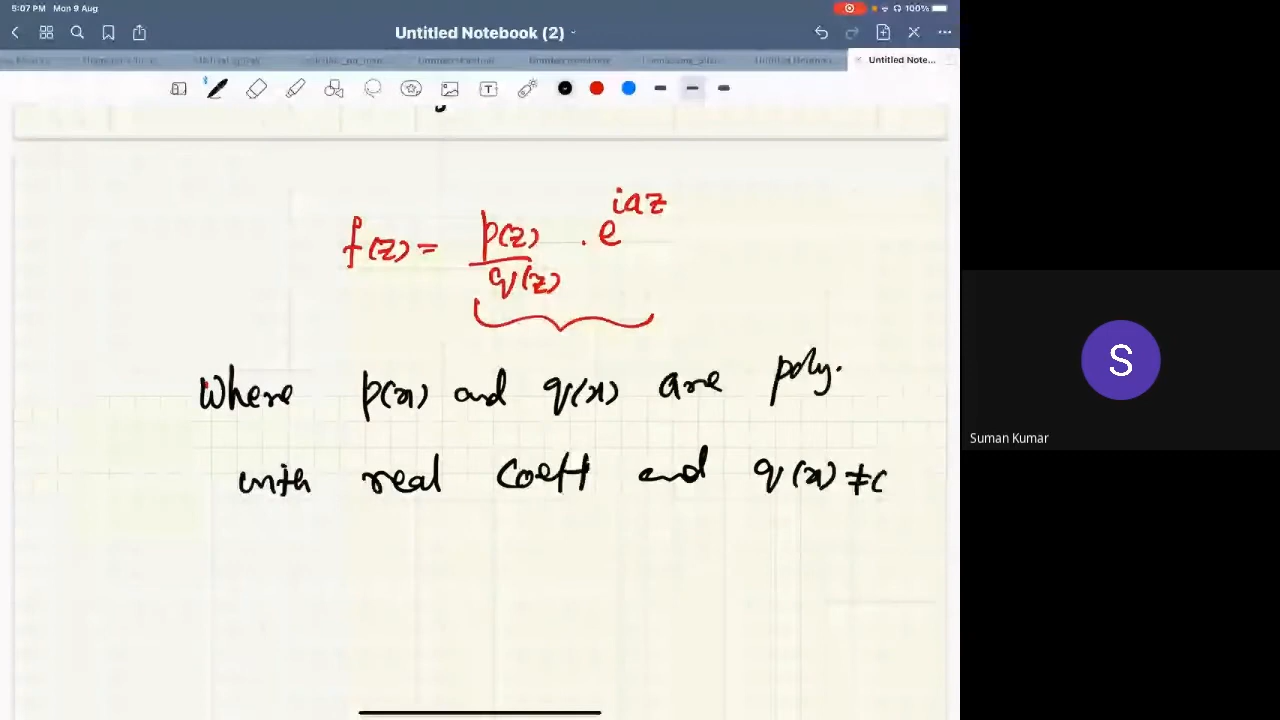 5:07 PM Mon 9 Aug
100%
Untitled Notebook (2)
Untitled Note...
f(z) = p(z)/q(z) . e^{iaz}
Where p(x) and q(x) are poly.
with real coeff and q(x) ≠ c
S
Suman Kumar